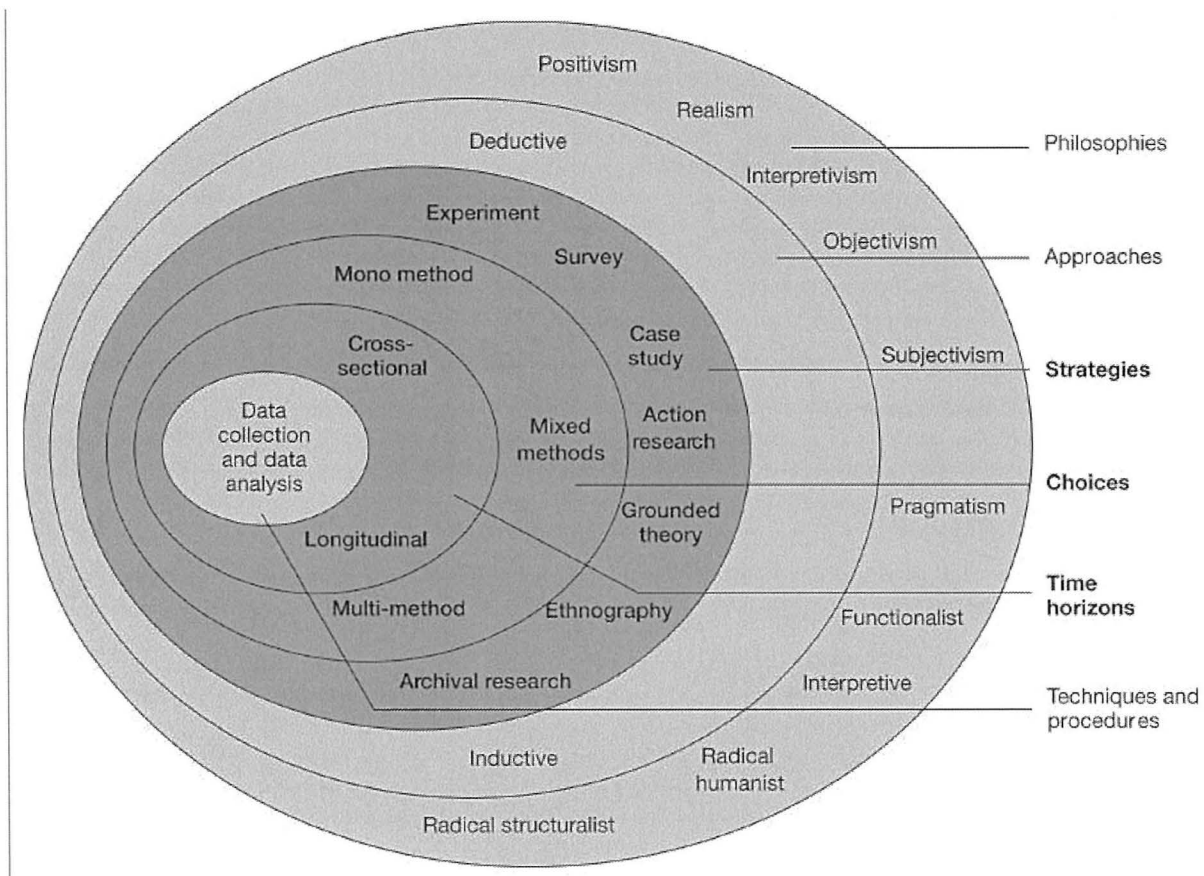 Positivism
Realism
Philosophies
Deductive
Interpretivism
Experiment
Objectivism
Survey
Approaches
Mono method
Case
study
Cross-
sectional
Subjectivism
Strategies
Data
collection
and data
analysis
Mixed
methods
Action
research
Choices
Pragmatism
Grounded
theory
Longitudinal
Time
horizons
Multi-method
Ethnography
Functionalist
Archival research
Interpretive
Techniques and
procedures
Inductive
Radical
humanist
Radical structuralist